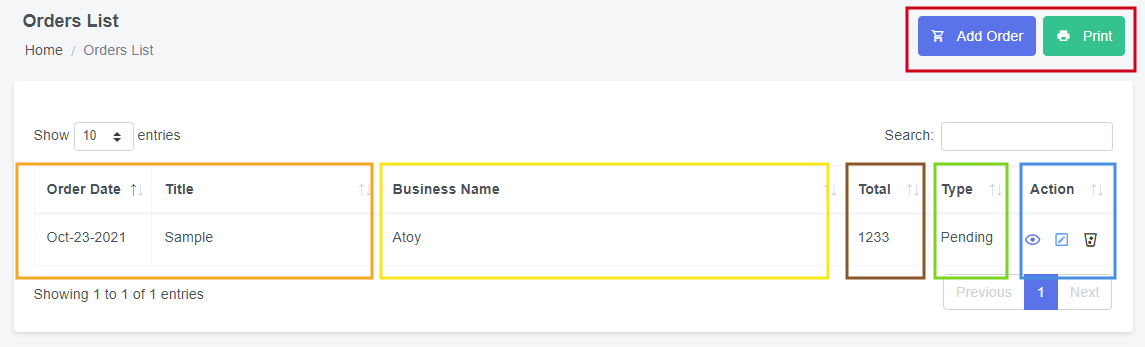 Orders List
Home / Orders List
Add Order
Print
Show 10 entries
Search:
Order Date Title Business Name Total Type Action
Oct-23-2021 Sample Atoy 1233 Pending
Showing 1 to 1 of 1 entries
Previous 1 Next